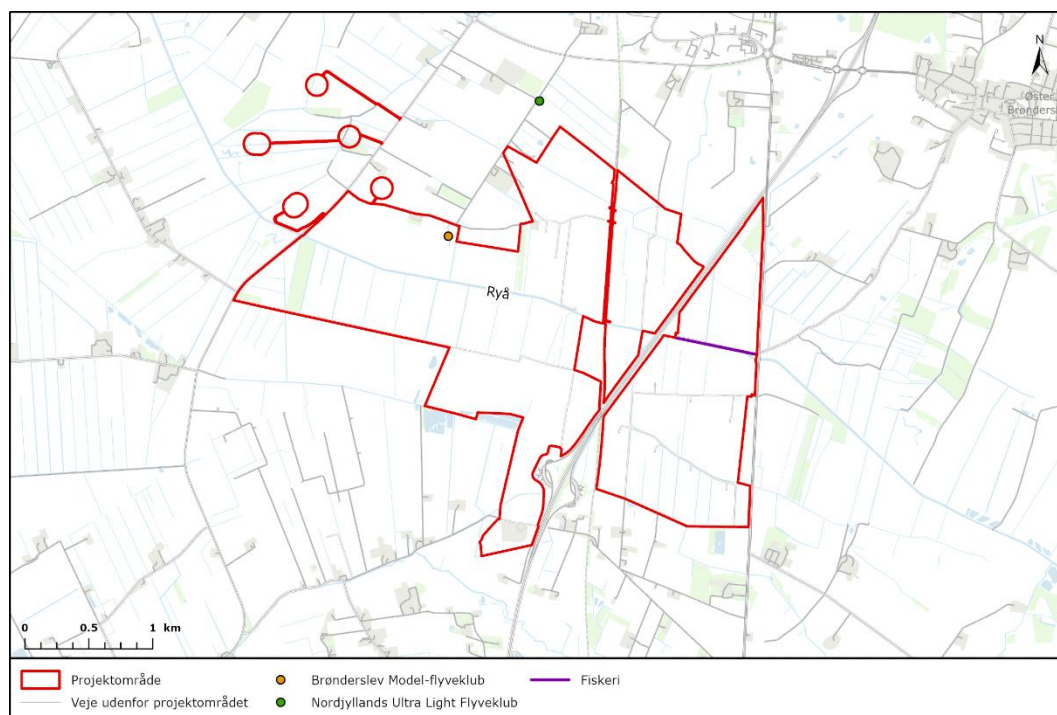 N
Øster
Brønders
Ryå
0 0.5 1 km
Projektområde
Brønderslev Model-flyveklub
Fiskeri
Veje udenfor projektområdet
Nordjyllands Ultra Light Flyveklub